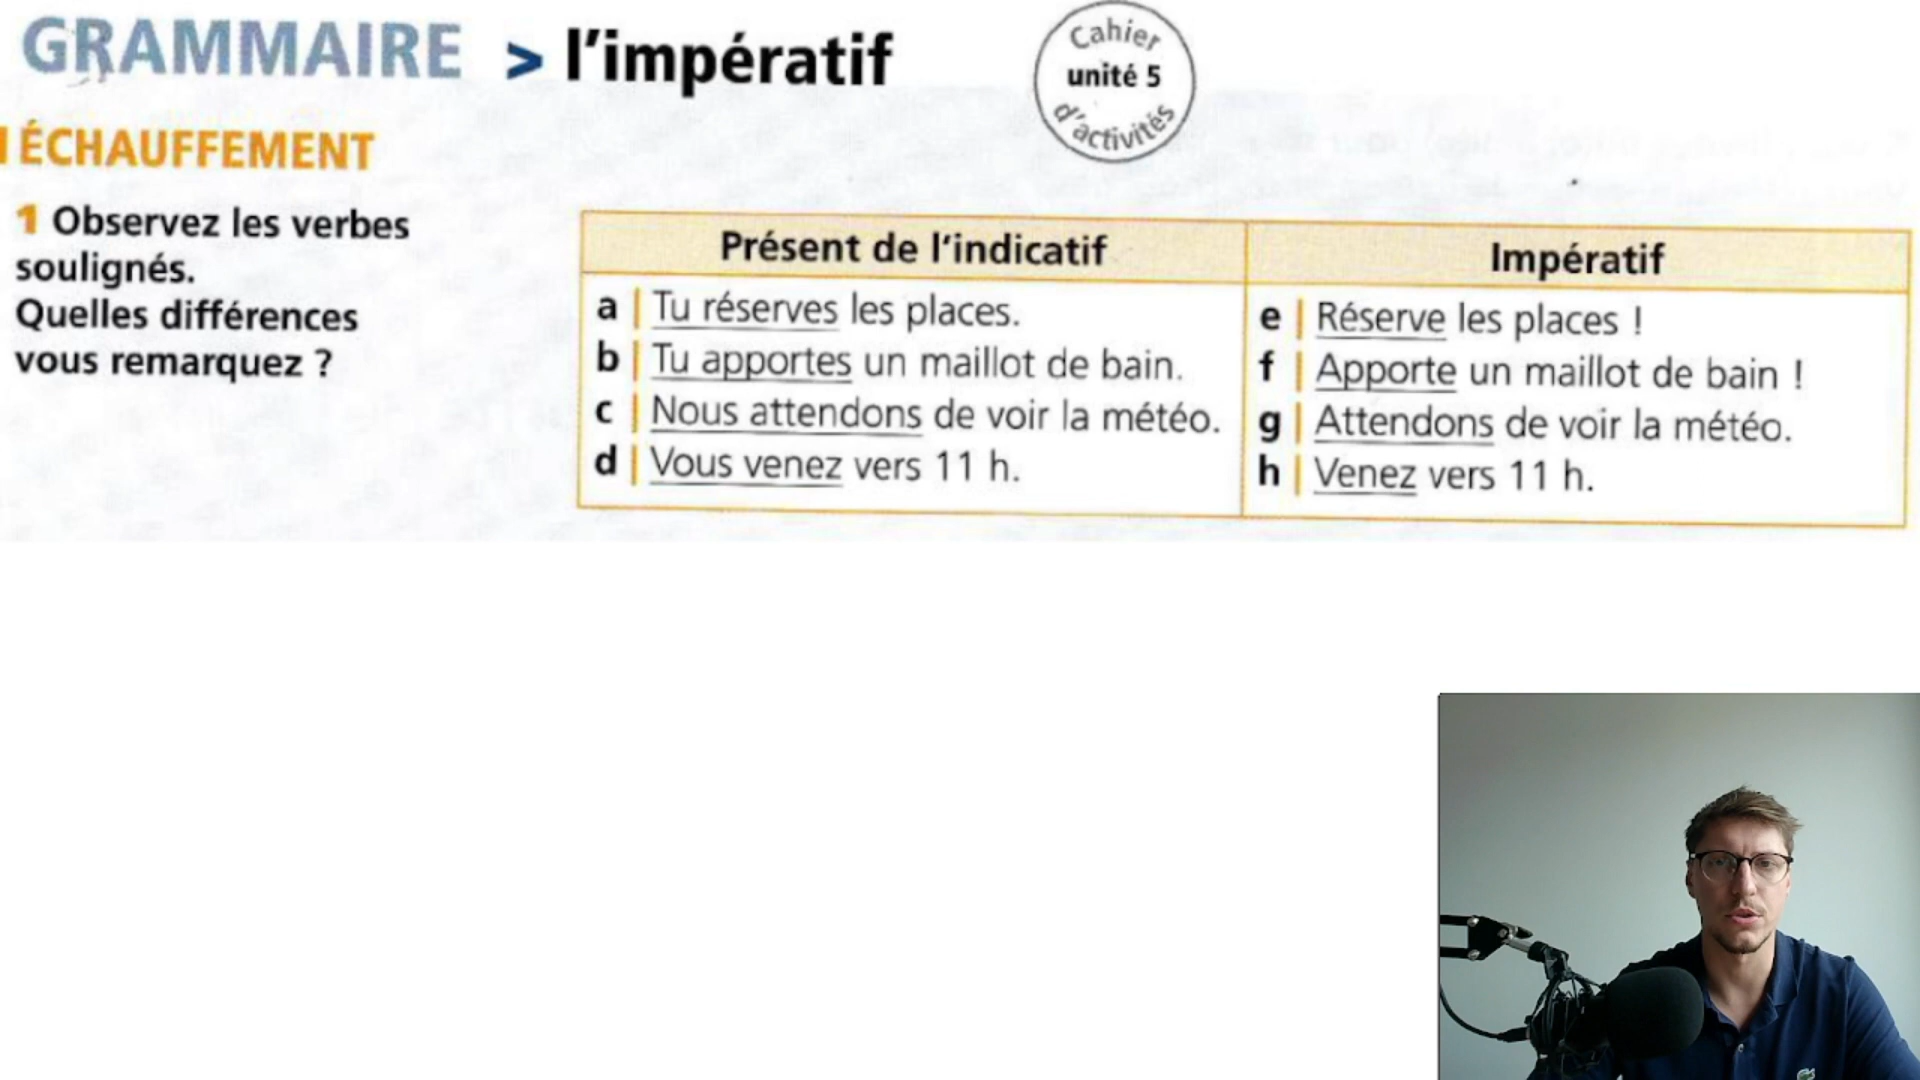 GRAMMAIRE > l'impératif
Cahier
unité 5
d'activités
ÉCHAUFFEMENT
1 Observez les verbes
soulignés.
Quelles différences
vous remarquez ?
Présent de l'indicatif
a | Tu réserves les places.
b | Tu apportes un maillot de bain.
c | Nous attendons de voir la météo.
d | Vous venez vers 11 h.
Impératif
e | Réserve les places !
f | Apporte un maillot de bain !
g | Attendons de voir la météo.
h | Venez vers 11 h.